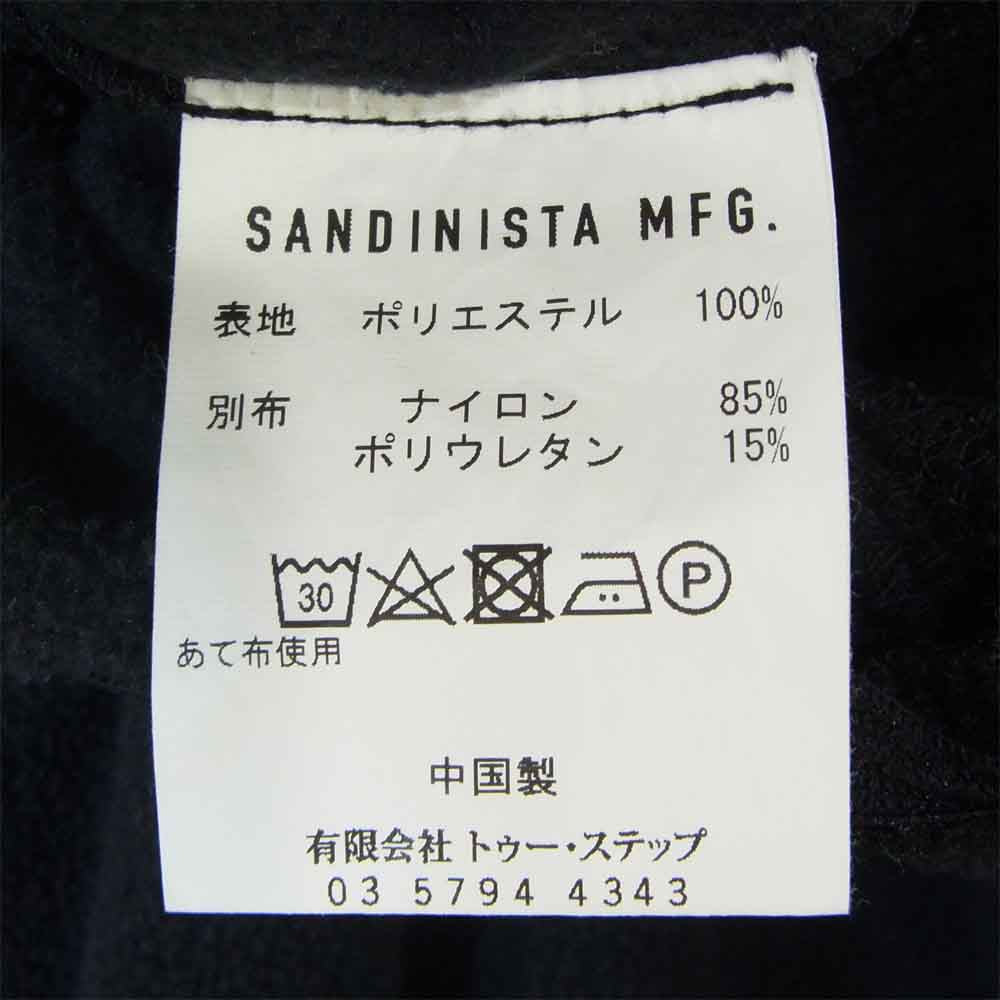 SANDINISTA MFG.
表地 ポリエステル 100%
別布 ナイロン 85%
ポリウレタン 15%
30 P
あて布使用
中国製
有限会社 トゥー・ステップ
03 5794 4343